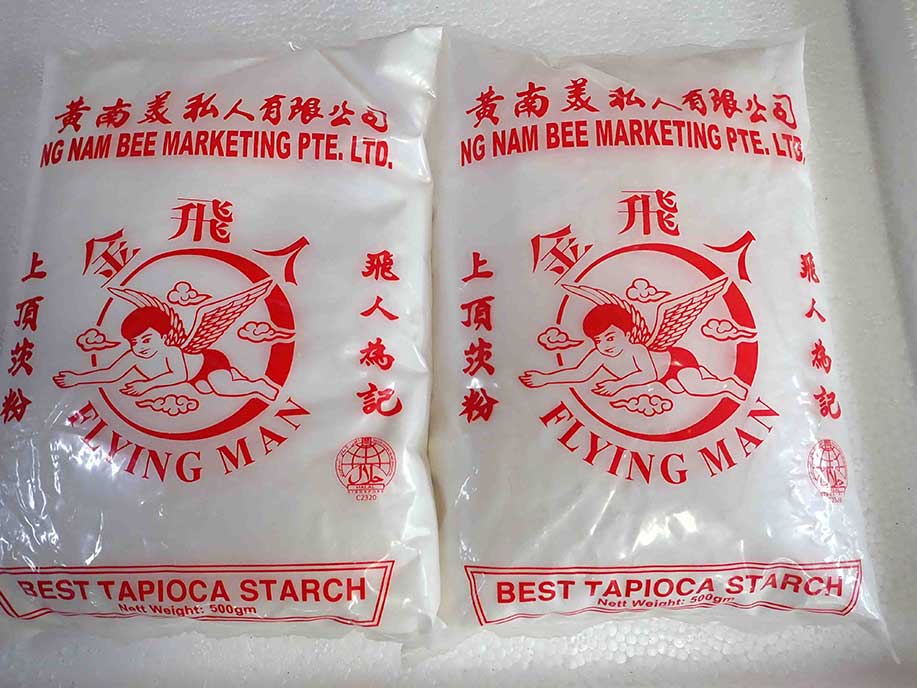 黄南美私人有限公司
NG NAM BEE MARKETING PTE. LTD.
金飛人
上頂茨粉
飛人為記
FLYING MAN
HALAL
SINGAPORE
C2320
BEST TAPIOCA STARCH
Nett Weight: 500gm
黄南美私人有限公司
NG NAM BEE MARKETING PTE. LTD.
金飛人
上頂茨粉
飛人為記
FLYING MAN
BEST TAPIOCA STARCH
Nett Weight: 500gm